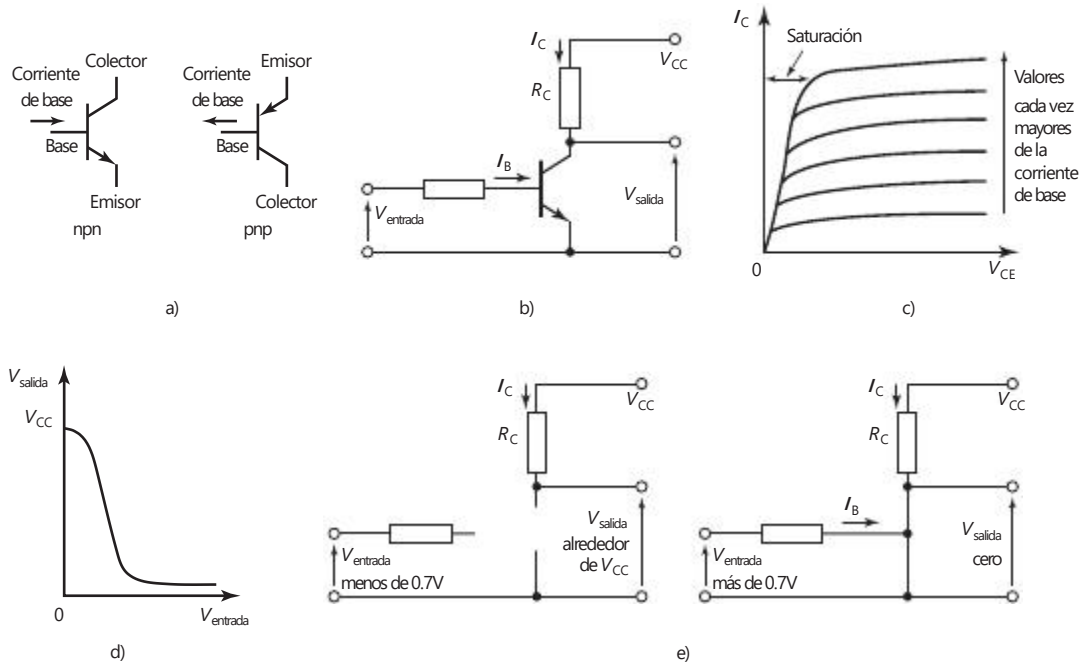 Colector
Corriente
de base
Base
Emisor
npn
Emisor
Corriente
de base
Base
Colector
pnp
a)
I_C
V_CC
R_C
I_B
V_entrada
V_salida
b)
I_C
Saturación
Valores
cada vez
mayores
de la
corriente
de base
0
V_CE
c)
V_salida
V_CC
0
V_entrada
d)
I_C
V_CC
R_C
V_entrada
menos de 0.7V
V_salida
alrededor
de V_CC
I_C
V_CC
R_C
I_B
V_entrada
más de 0.7V
V_salida
cero
e)